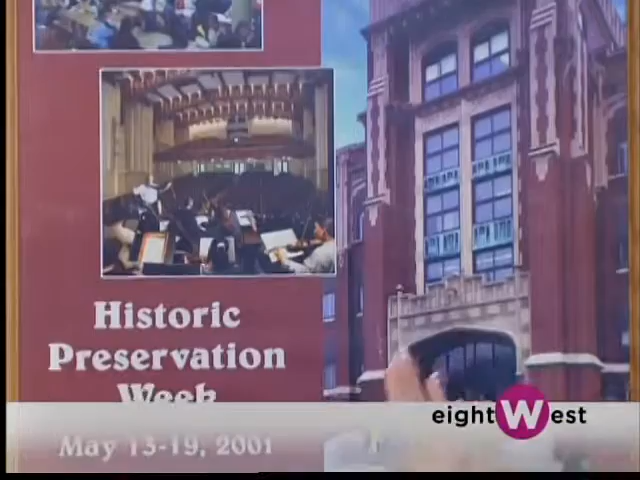 Historic
Preservation
Week
May 13-19, 2001
eightWest